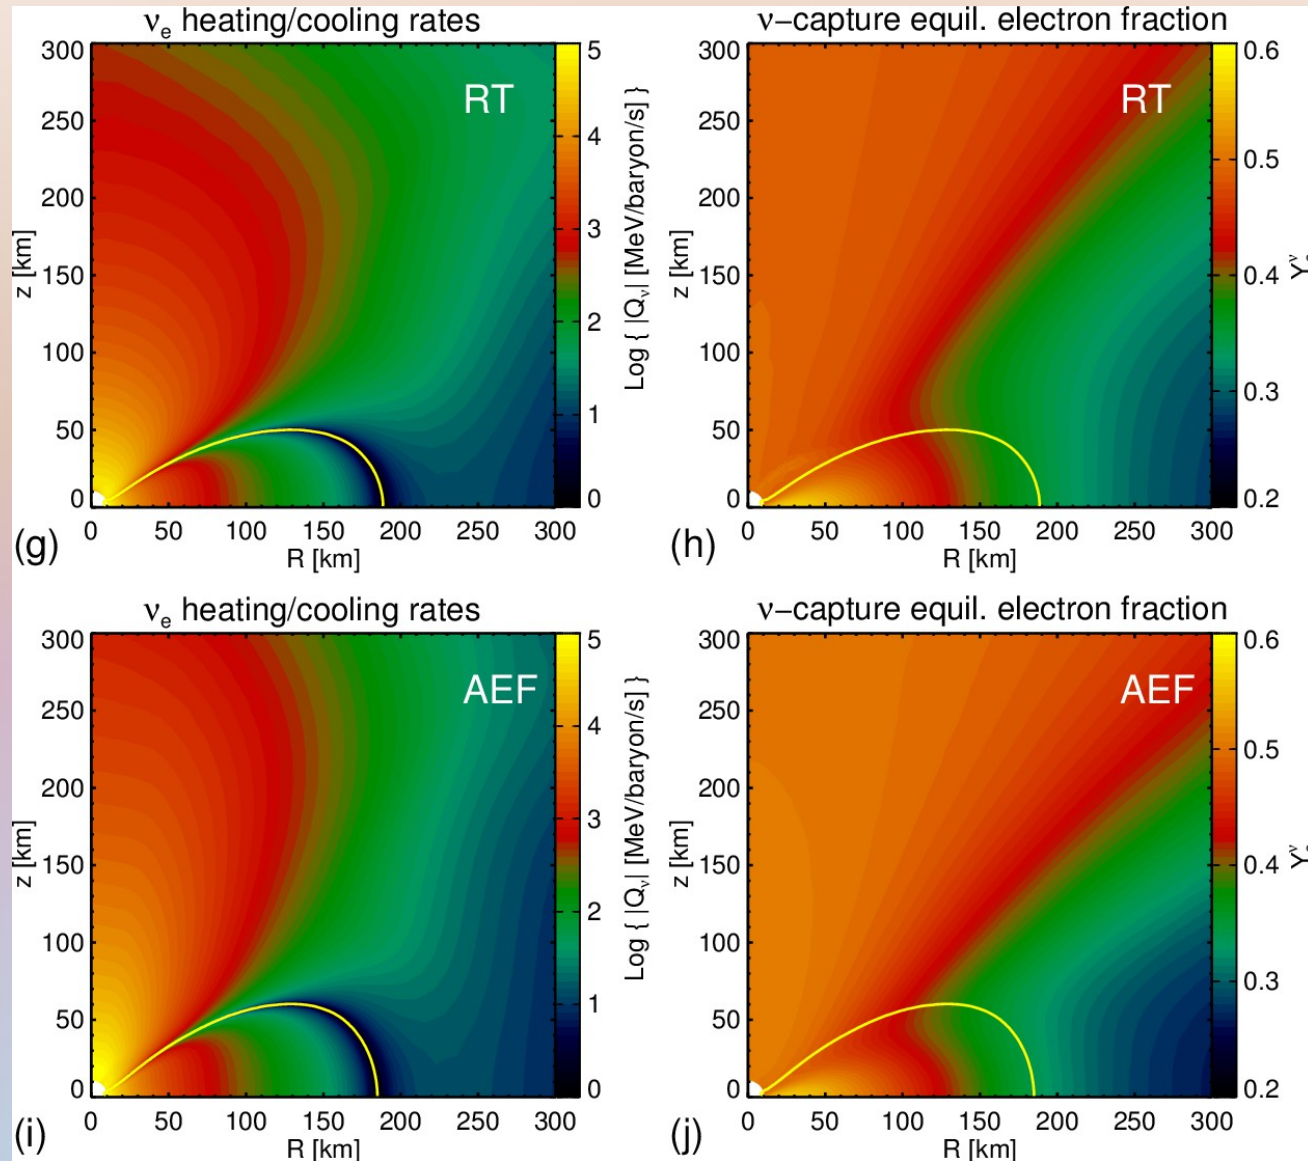 νₑ heating/cooling rates
300
250
200
150
100
50
0
z [km]
0 50 100 150 200 250 300
R [km]
RT
5
4
3
2
1
0
Log { |Qᵥ| [MeV/baryon/s] }
(g)
ν−capture equil. electron fraction
300
250
200
150
100
50
0
z [km]
0 50 100 150 200 250 300
R [km]
RT
0.6
0.5
0.4
0.3
0.2
(h)
νₑ heating/cooling rates
300
250
200
150
100
50
0
z [km]
0 50 100 150 200 250 300
R [km]
AEF
5
4
3
2
1
0
Log { |Qᵥ| [MeV/baryon/s] }
(i)
ν−capture equil. electron fraction
300
250
200
150
100
50
0
z [km]
0 50 100 150 200 250 300
R [km]
AEF
0.6
0.5
0.4
0.3
0.2
(j)